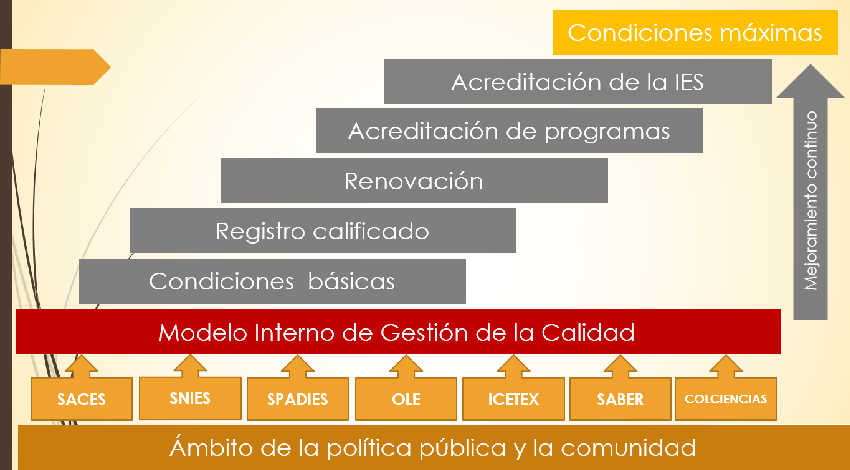 Condiciones máximas
Acreditación de la IES
Acreditación de programas
Renovación
Registro calificado
Condiciones básicas
Mejoramiento continuo
Modelo Interno de Gestión de la Calidad
SACES
SNIES
SPADIES
OLE
ICETEX
SABER
COLCIENCIAS
Ámbito de la política pública y la comunidad